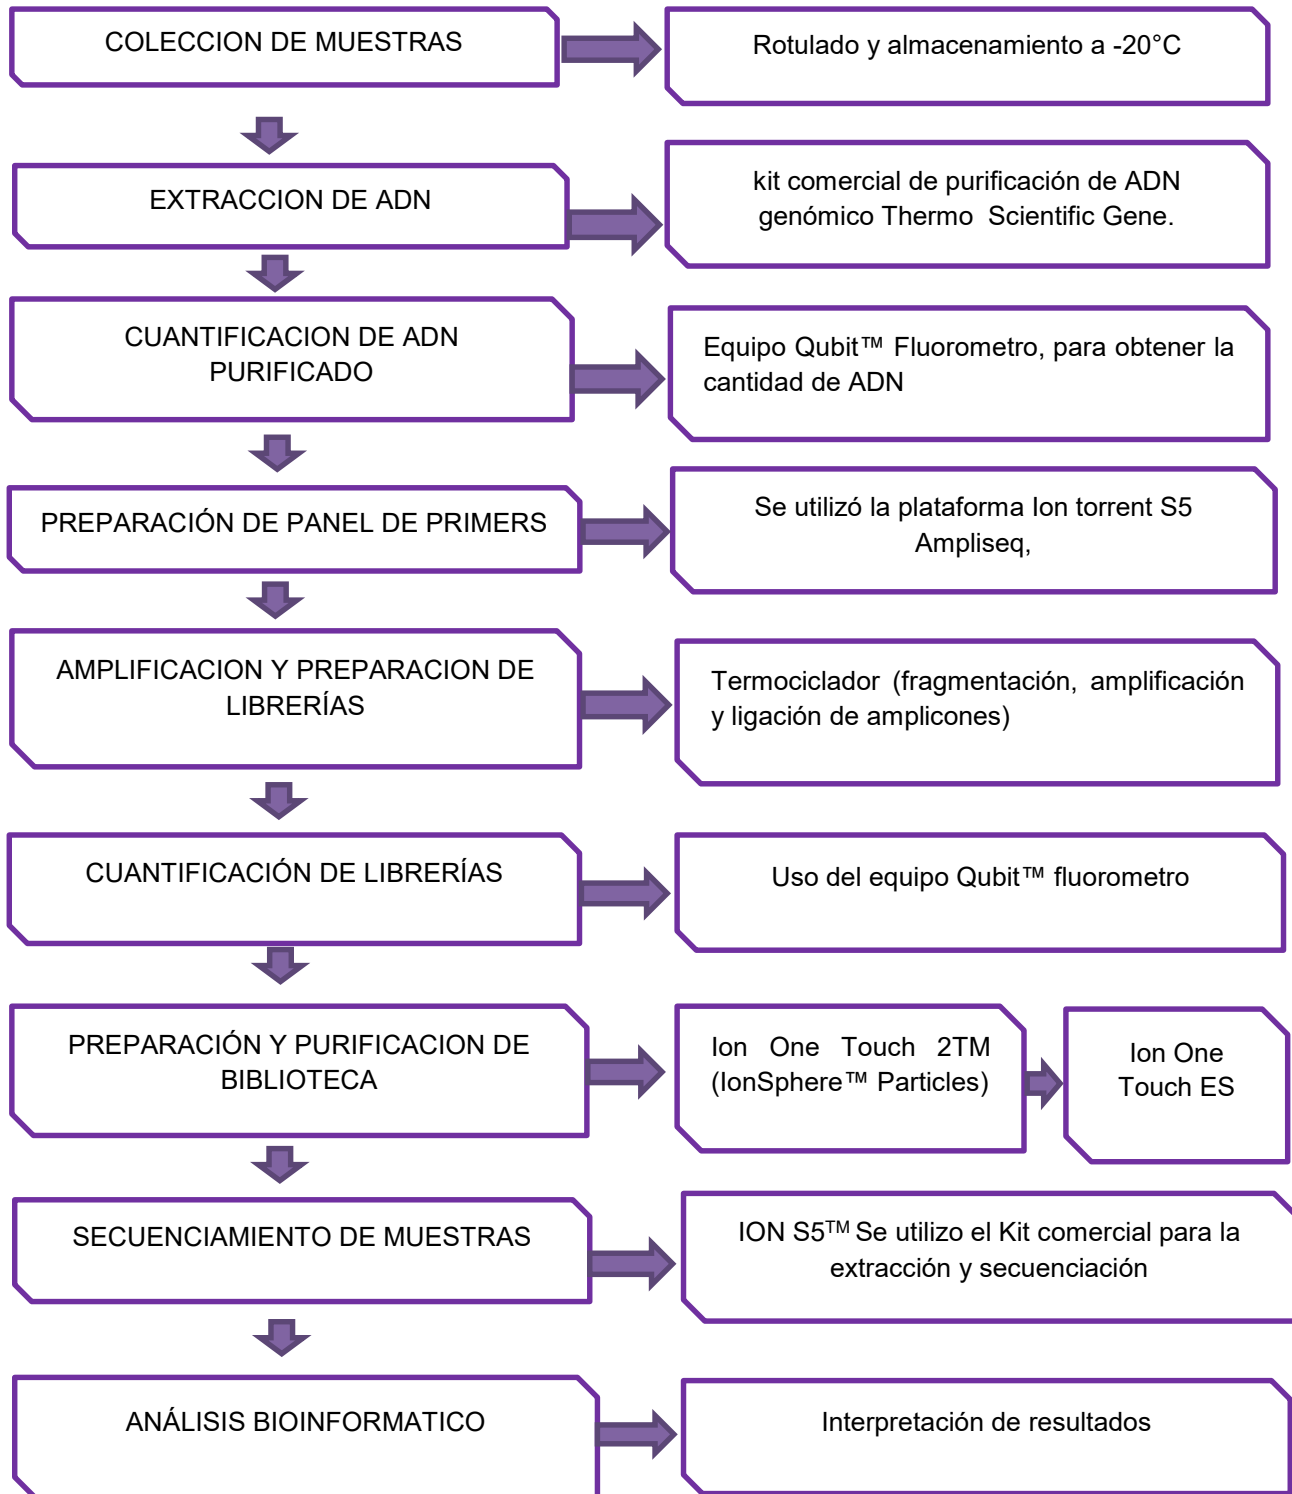 COLECCION DE MUESTRAS
Rotulado y almacenamiento a -20°C
EXTRACCION DE ADN
kit comercial de purificación de ADN
genómico Thermo Scientific Gene.
CUANTIFICACION DE ADN
PURIFICADO
Equipo Qubit™ Fluorometro, para obtener la
cantidad de ADN
PREPARACIÓN DE PANEL DE PRIMERS
Se utilizó la plataforma Ion torrent S5
Ampliseq,
AMPLIFICACION Y PREPARACION DE
LIBRERÍAS
Termociclador (fragmentación, amplificación
y ligación de amplicones)
CUANTIFICACIÓN DE LIBRERÍAS
Uso del equipo Qubit™ fluorometro
PREPARACIÓN Y PURIFICACION DE
BIBLIOTECA
Ion One Touch 2TM
(IonSphere™ Particles)
Ion One
Touch ES
SECUENCIAMIENTO DE MUESTRAS
ION S5™ Se utilizo el Kit comercial para la
extracción y secuenciación
ANÁLISIS BIOINFORMATICO
Interpretación de resultados